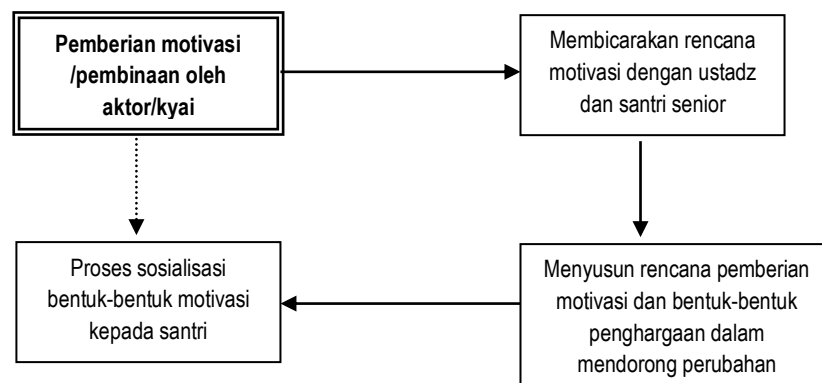 Pemberian motivasi
/pembinaan oleh
aktor/kyai
Membicarakan rencana
motivasi dengan ustadz
dan santri senior
Proses sosialisasi
bentuk-bentuk motivasi
kepada santri
Menyusun rencana pemberian
motivasi dan bentuk-bentuk
penghargaan dalam
mendorong perubahan